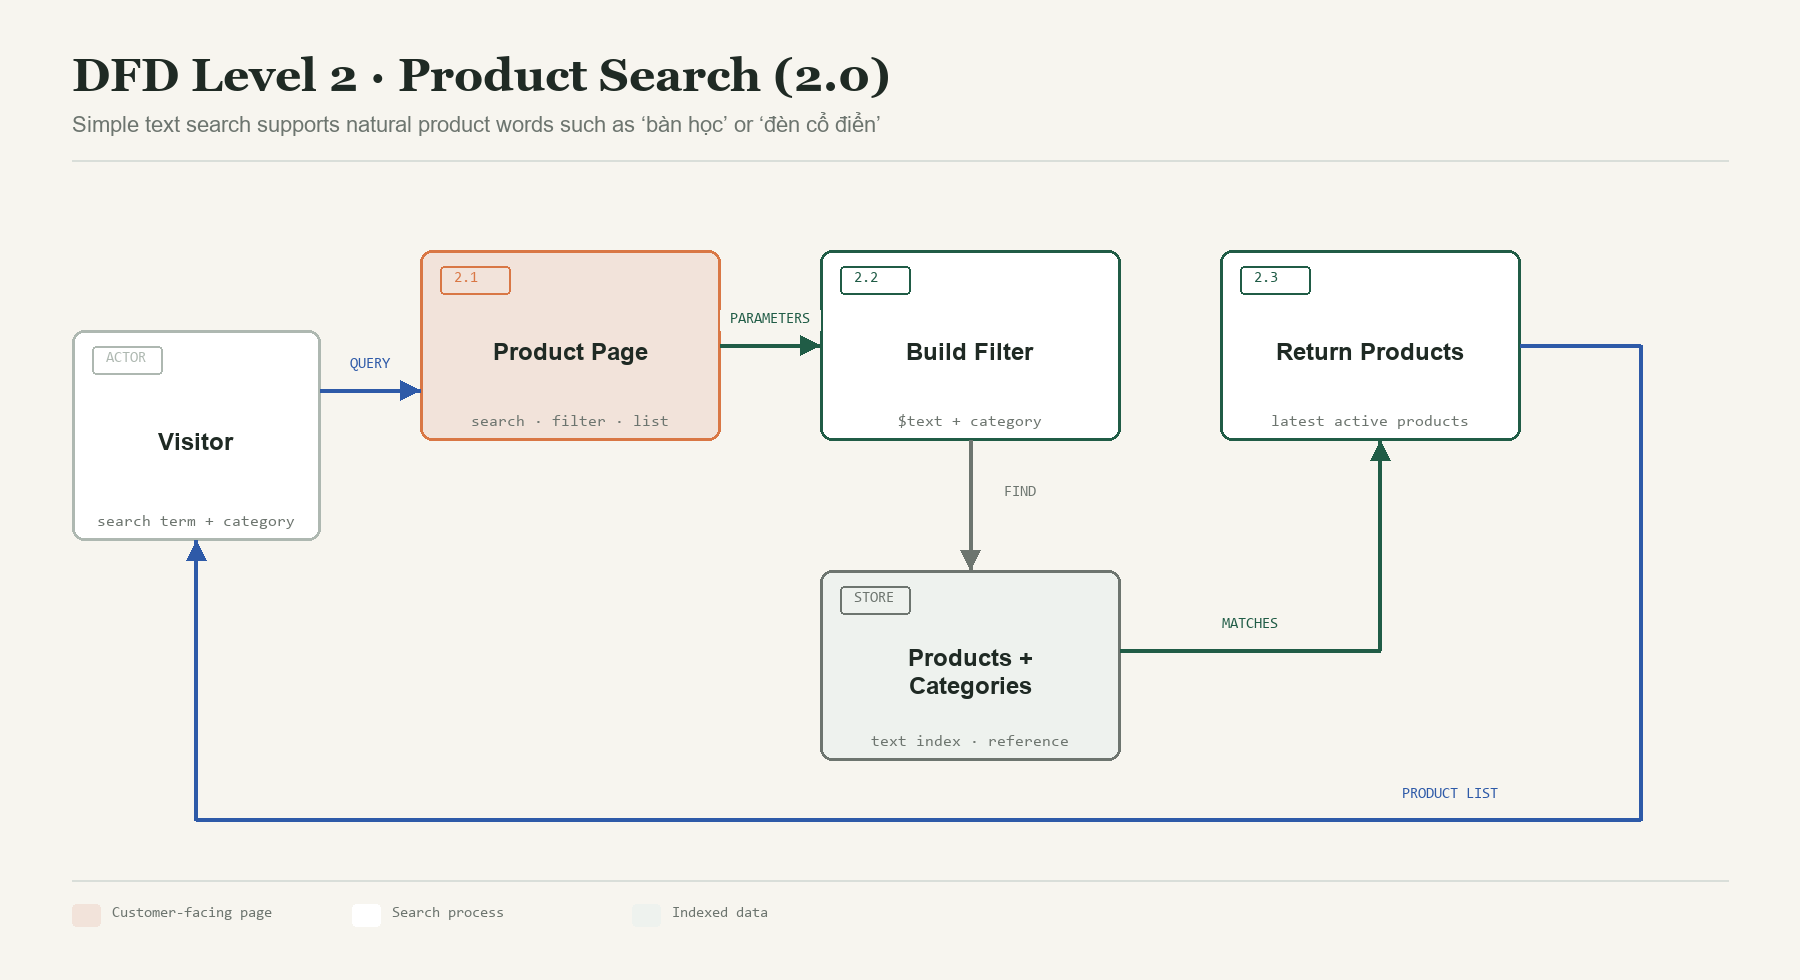 DFD Level 2 · Product Search (2.0)
Simple text search supports natural product words such as ‘bàn học’ or ‘đèn cổ điển’
ACTOR
Visitor
search term + category
QUERY
2.1
Product Page
search · filter · list
PARAMETERS
2.2
Build Filter
$text + category
FIND
STORE
Products +
Categories
text index · reference
MATCHES
2.3
Return Products
latest active products
PRODUCT LIST
Customer-facing page
Search process
Indexed data